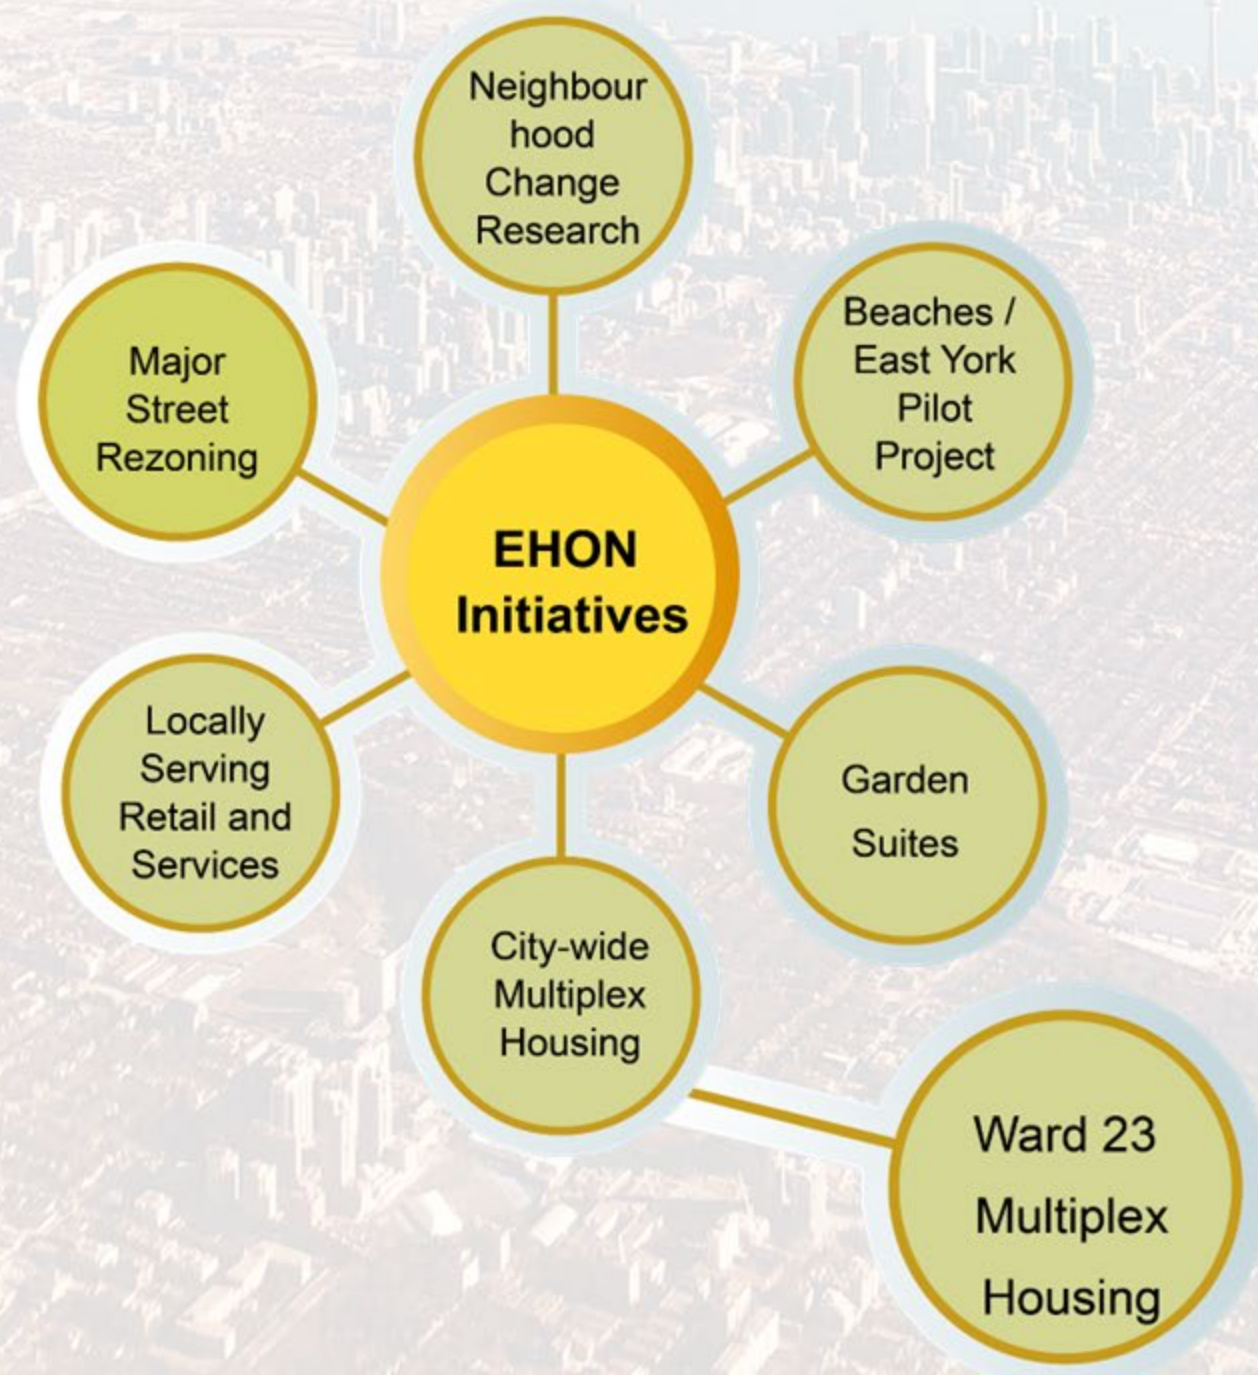 Neighbour
hood
Change
Research
Beaches /
East York
Pilot
Project
Major
Street
Rezoning
EHON
Initiatives
Locally
Serving
Retail and
Services
Garden
Suites
City-wide
Multiplex
Housing
Ward 23
Multiplex
Housing